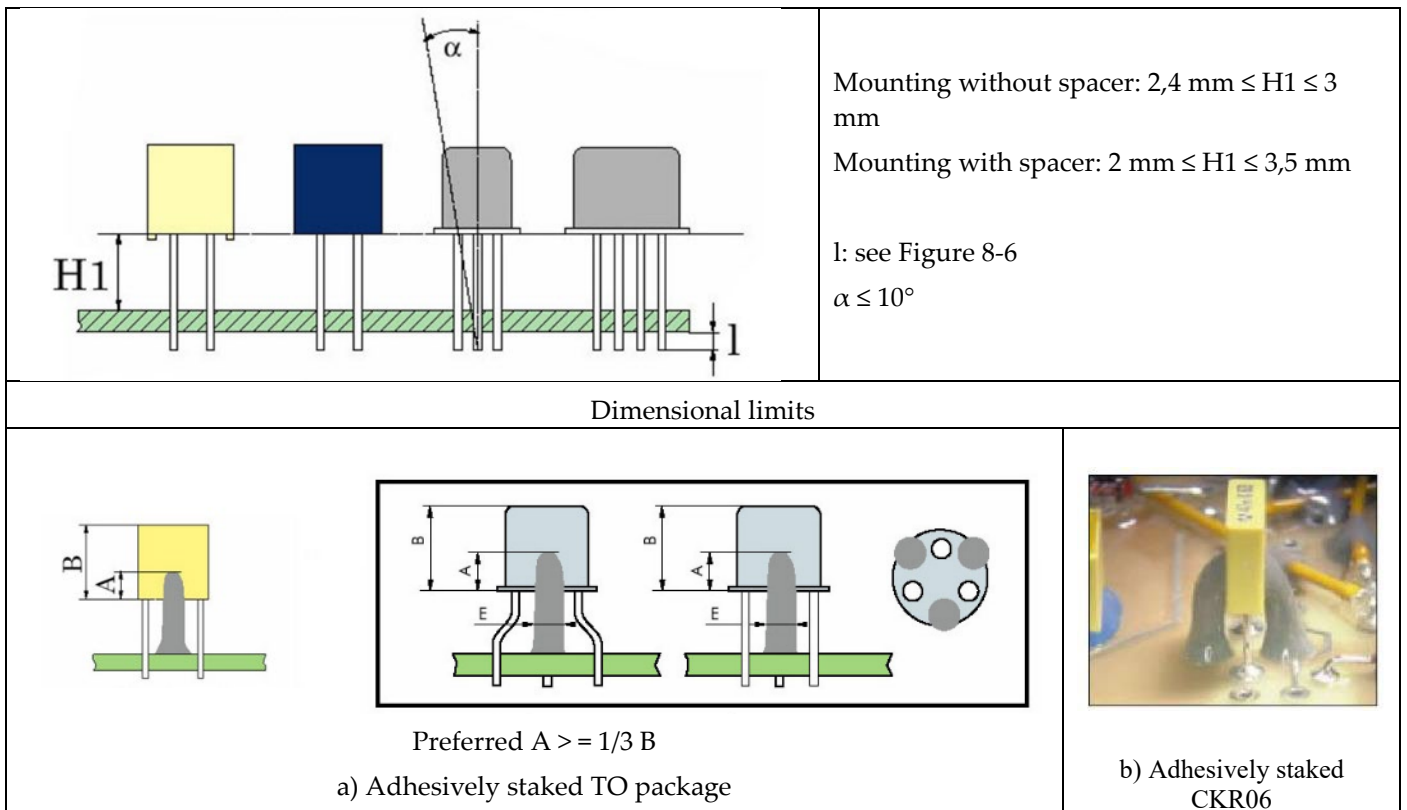 α
H1
l
Mounting without spacer: 2,4 mm ≤ H1 ≤ 3
mm
Mounting with spacer: 2 mm ≤ H1 ≤ 3,5 mm
l: see Figure 8-6
α ≤ 10°
Dimensional limits
B
A
B
A
E
B
A
E
Preferred A > = 1/3 B
a) Adhesively staked TO package
b) Adhesively staked
CKR06